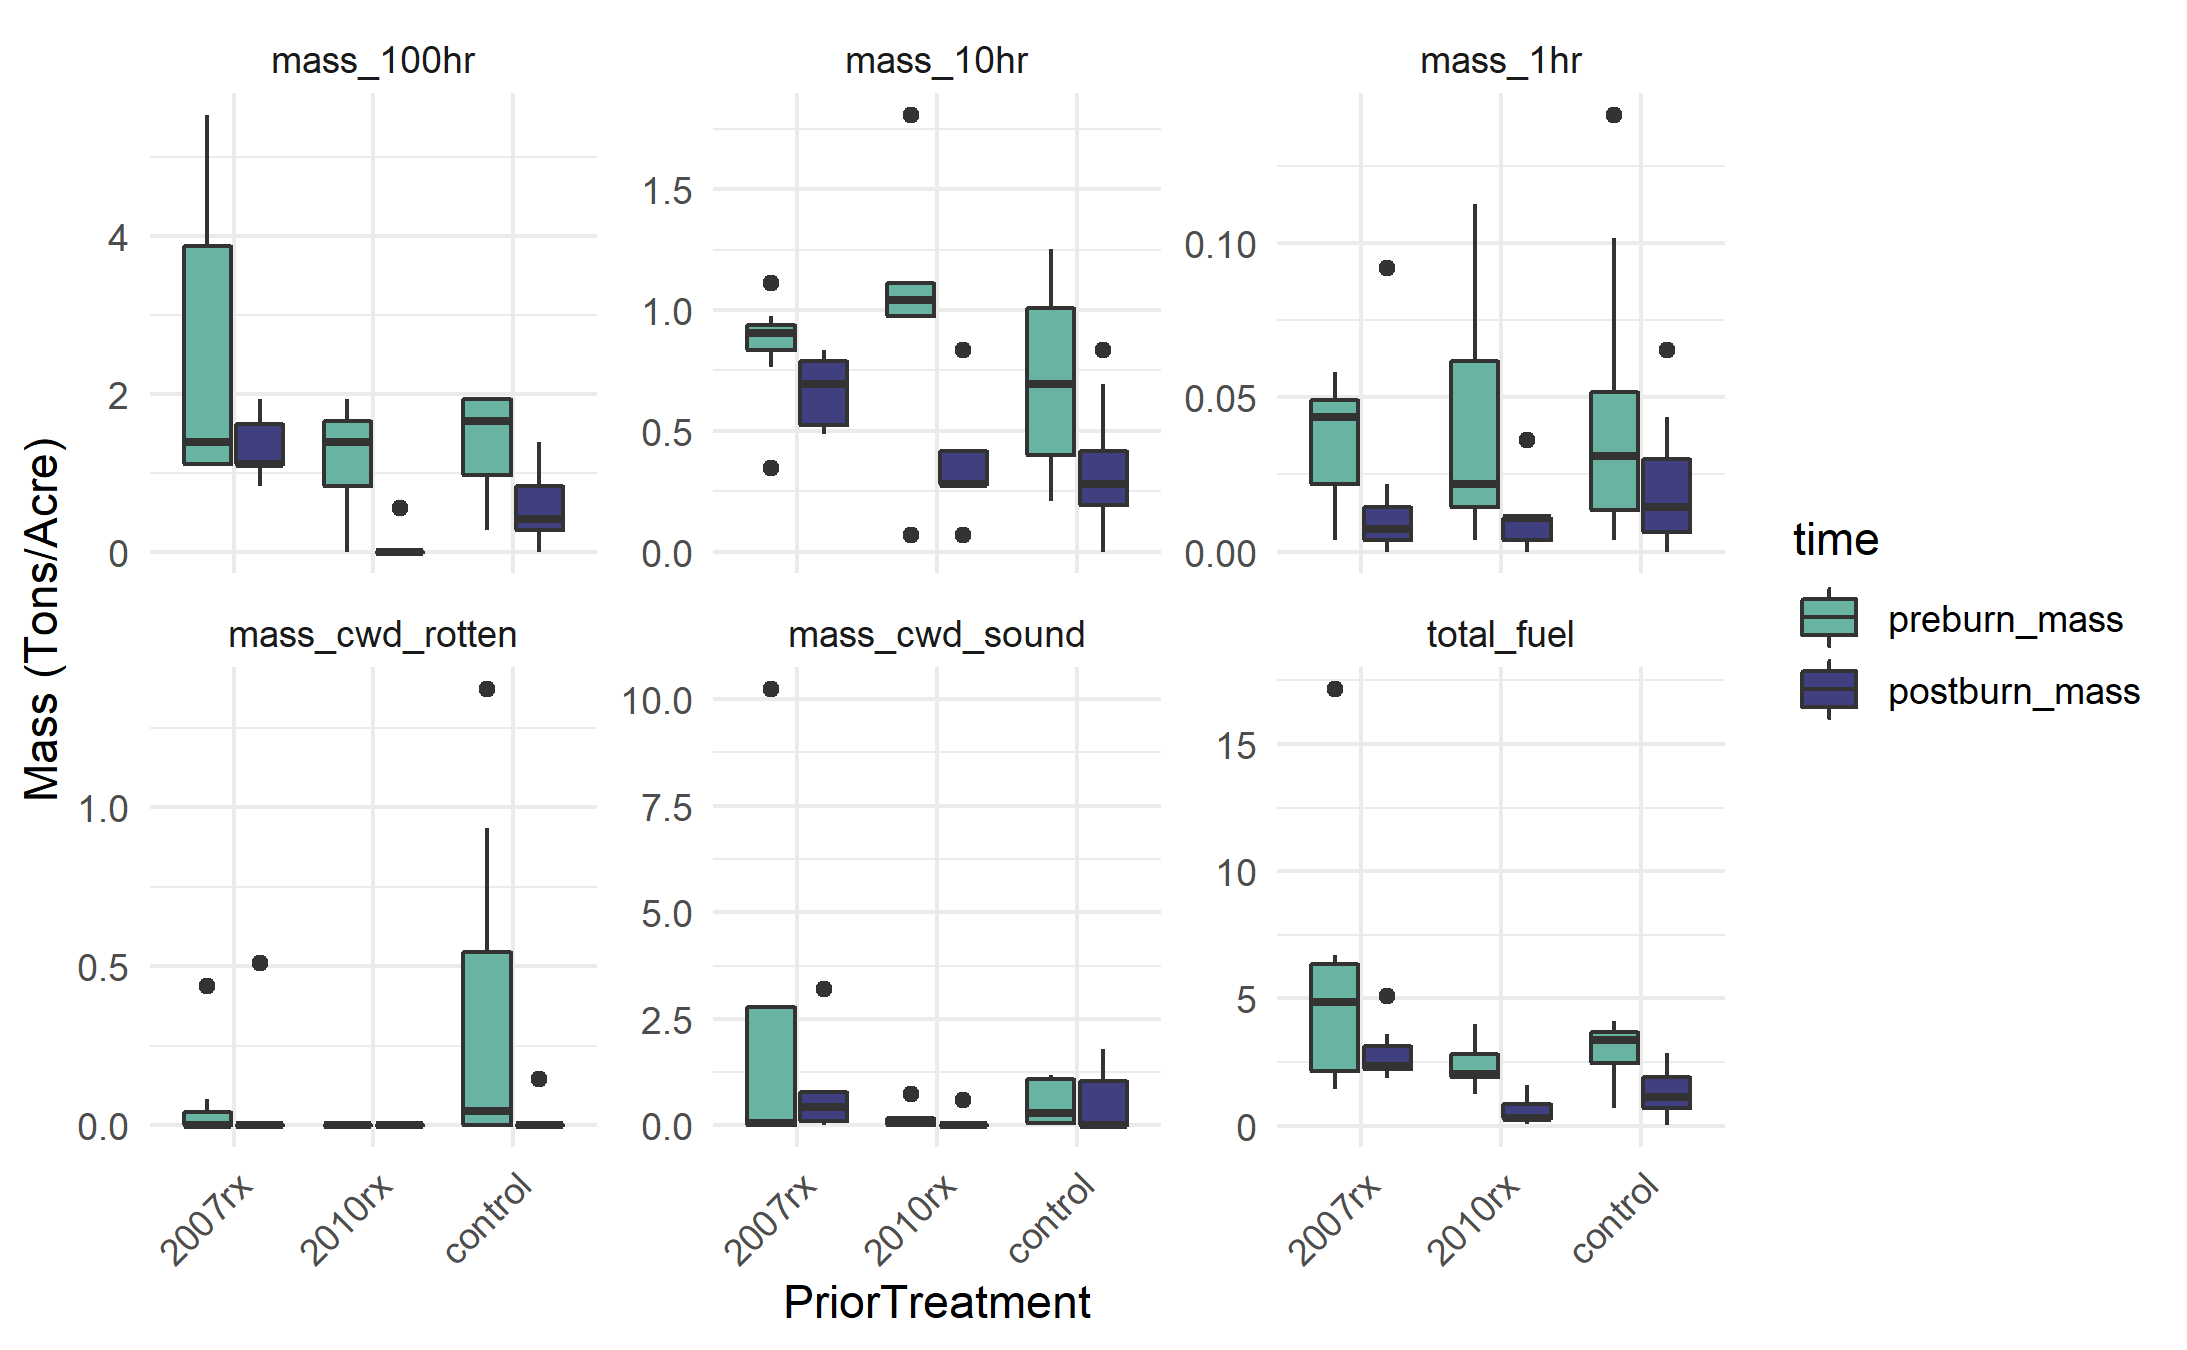 mass_100hr
mass_10hr
mass_1hr
4
2
0
1.5
1.0
0.5
0.0
0.10
0.05
0.00
mass_cwd_rotten
mass_cwd_sound
total_fuel
1.0
0.5
0.0
10.0
7.5
5.0
2.5
0.0
15
10
5
0
2007rx
2010rx
control
2007rx
2010rx
control
2007rx
2010rx
control
PriorTreatment
Mass (Tons/Acre)
time
preburn_mass
postburn_mass